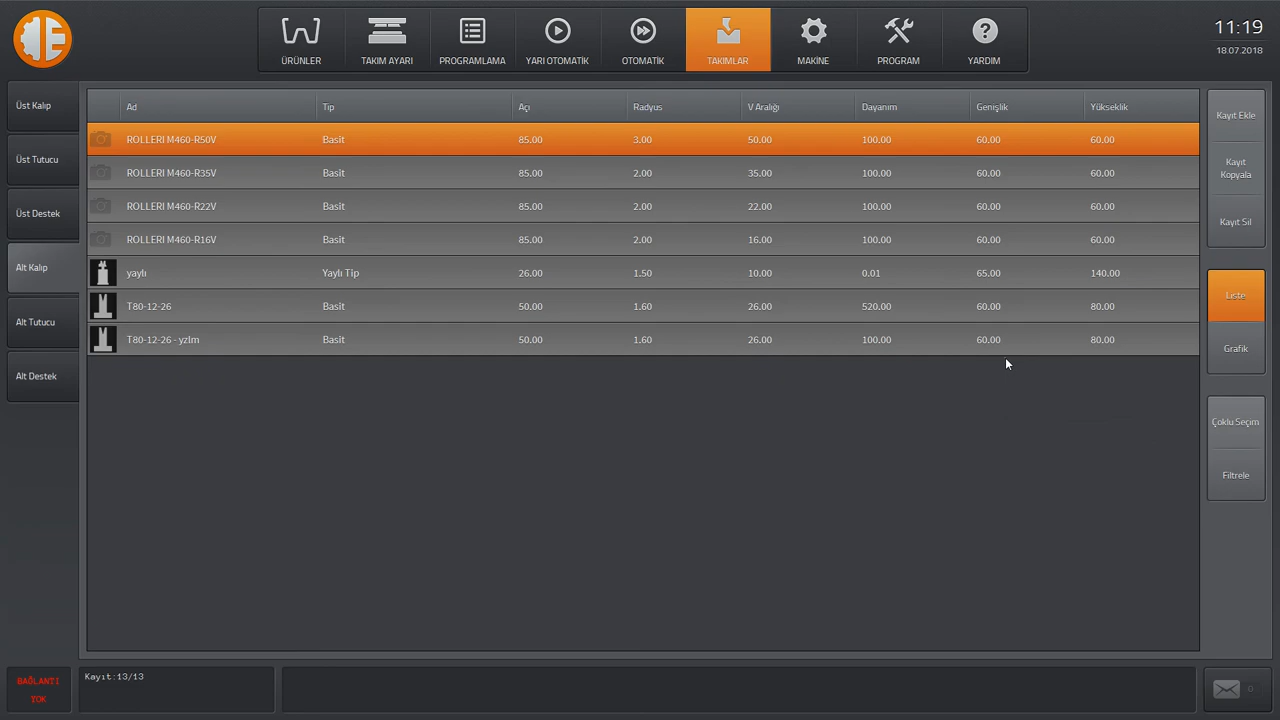 ÜRÜNLER
TAKIM AYARI
PROGRAMLAMA
YARI OTOMATİK
OTOMATİK
TAKIMLAR
MAKİNE
PROGRAM
YARDIM
11:19
18.07.2018
Üst Kalıp
Üst Tutucu
Üst Destek
Alt Kalıp
Alt Tutucu
Alt Destek
Ad Tip Açı Radyus V Aralığı Dayanım Genişlik Yükseklik
ROLLERI M460-R50V Basit 85.00 3.00 50.00 100.00 60.00 60.00
ROLLERI M460-R35V Basit 85.00 2.00 35.00 100.00 60.00 60.00
ROLLERI M460-R22V Basit 85.00 2.00 22.00 100.00 60.00 60.00
ROLLERI M460-R16V Basit 85.00 2.00 16.00 100.00 60.00 60.00
yaylı Yaylı Tip 26.00 1.50 10.00 0.01 65.00 140.00
T80-12-26 Basit 50.00 1.60 26.00 520.00 60.00 80.00
T80-12-26 - yzlm Basit 50.00 1.60 26.00 100.00 60.00 80.00
Kayıt Ekle
Kayıt
Kopyala
Kayıt Sil
Liste
Grafik
Çoklu Seçim
Filtrele
BAĞLANTI
YOK
Kayıt:13/13
0